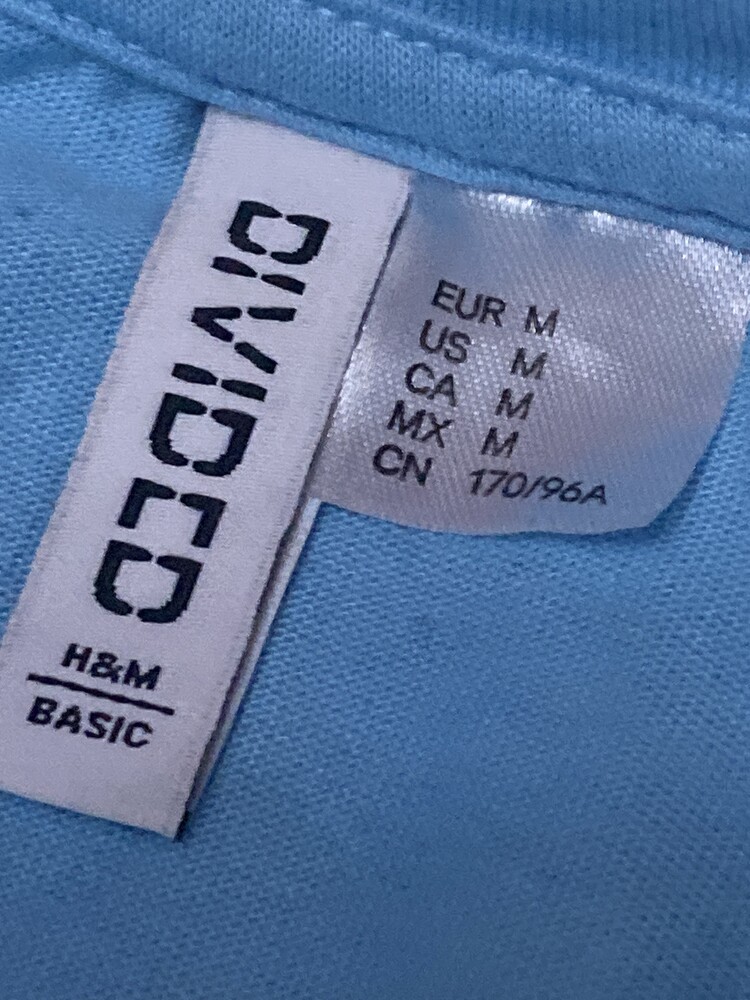 DIVIDED
H&M
BASIC
EUR M
US M
CA M
MX M
CN 170/96A